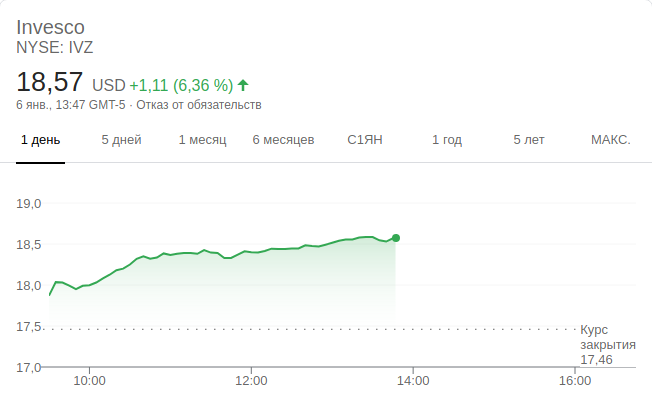 Invesco
NYSE: IVZ
18,57 USD +1,11 (6,36 %)
6 янв., 13:47 GMT-5 · Отказ от обязательств
1 день 5 дней 1 месяц 6 месяцев С1ЯН 1 год 5 лет МАКС.
19,0
18,5
18,0
17,5
Курс
закрытия
17,46
17,0
10:00 12:00 14:00 16:00